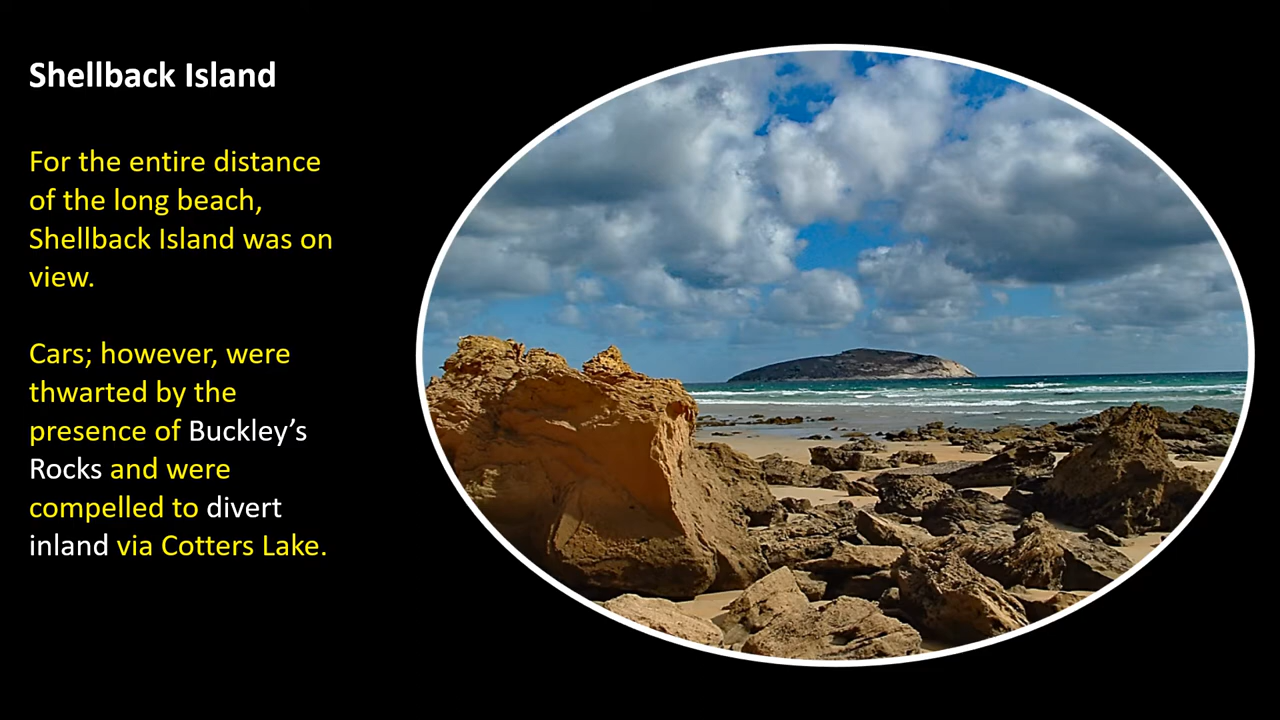 Shellback Island
For the entire distance
of the long beach,
Shellback Island was on
view.
Cars; however, were
thwarted by the
presence of Buckley’s
Rocks and were
compelled to divert
inland via Cotters Lake.